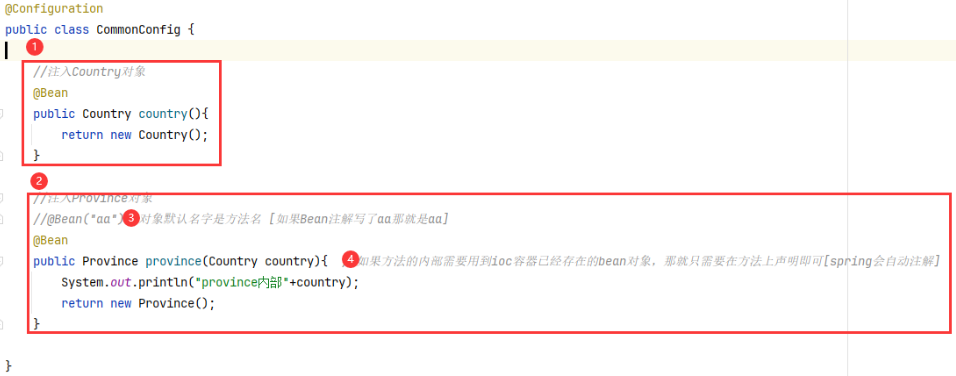 @Configuration
public class CommonConfig {
1
//注入Country对象
@Bean
public Country country(){
return new Country();
}
2
//注入Province对象
//@Bean("aa") 3 对象默认名字是方法名 [如果Bean注解写了aa那就是aa]
@Bean
public Province province(Country country){ 4 如果方法的内部需要用到ioc容器已经存在的bean对象，那就只需要在方法上声明即可[spring会自动注解]
System.out.println("province内部"+country);
return new Province();
}
}